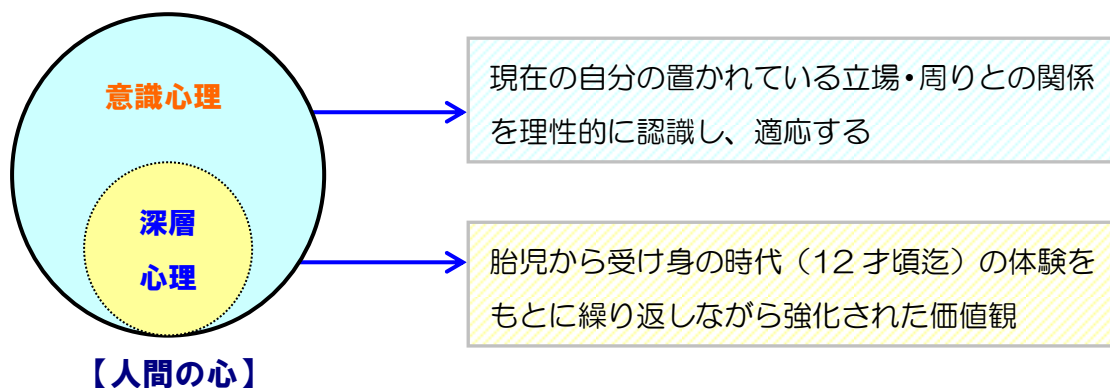 意識心理
現在の自分の置かれている立場・周りとの関係
を理性的に認識し、適応する
深層
心理
胎児から受け身の時代（12才頃迄）の体験を
もとに繰り返しながら強化された価値観
【人間の心】